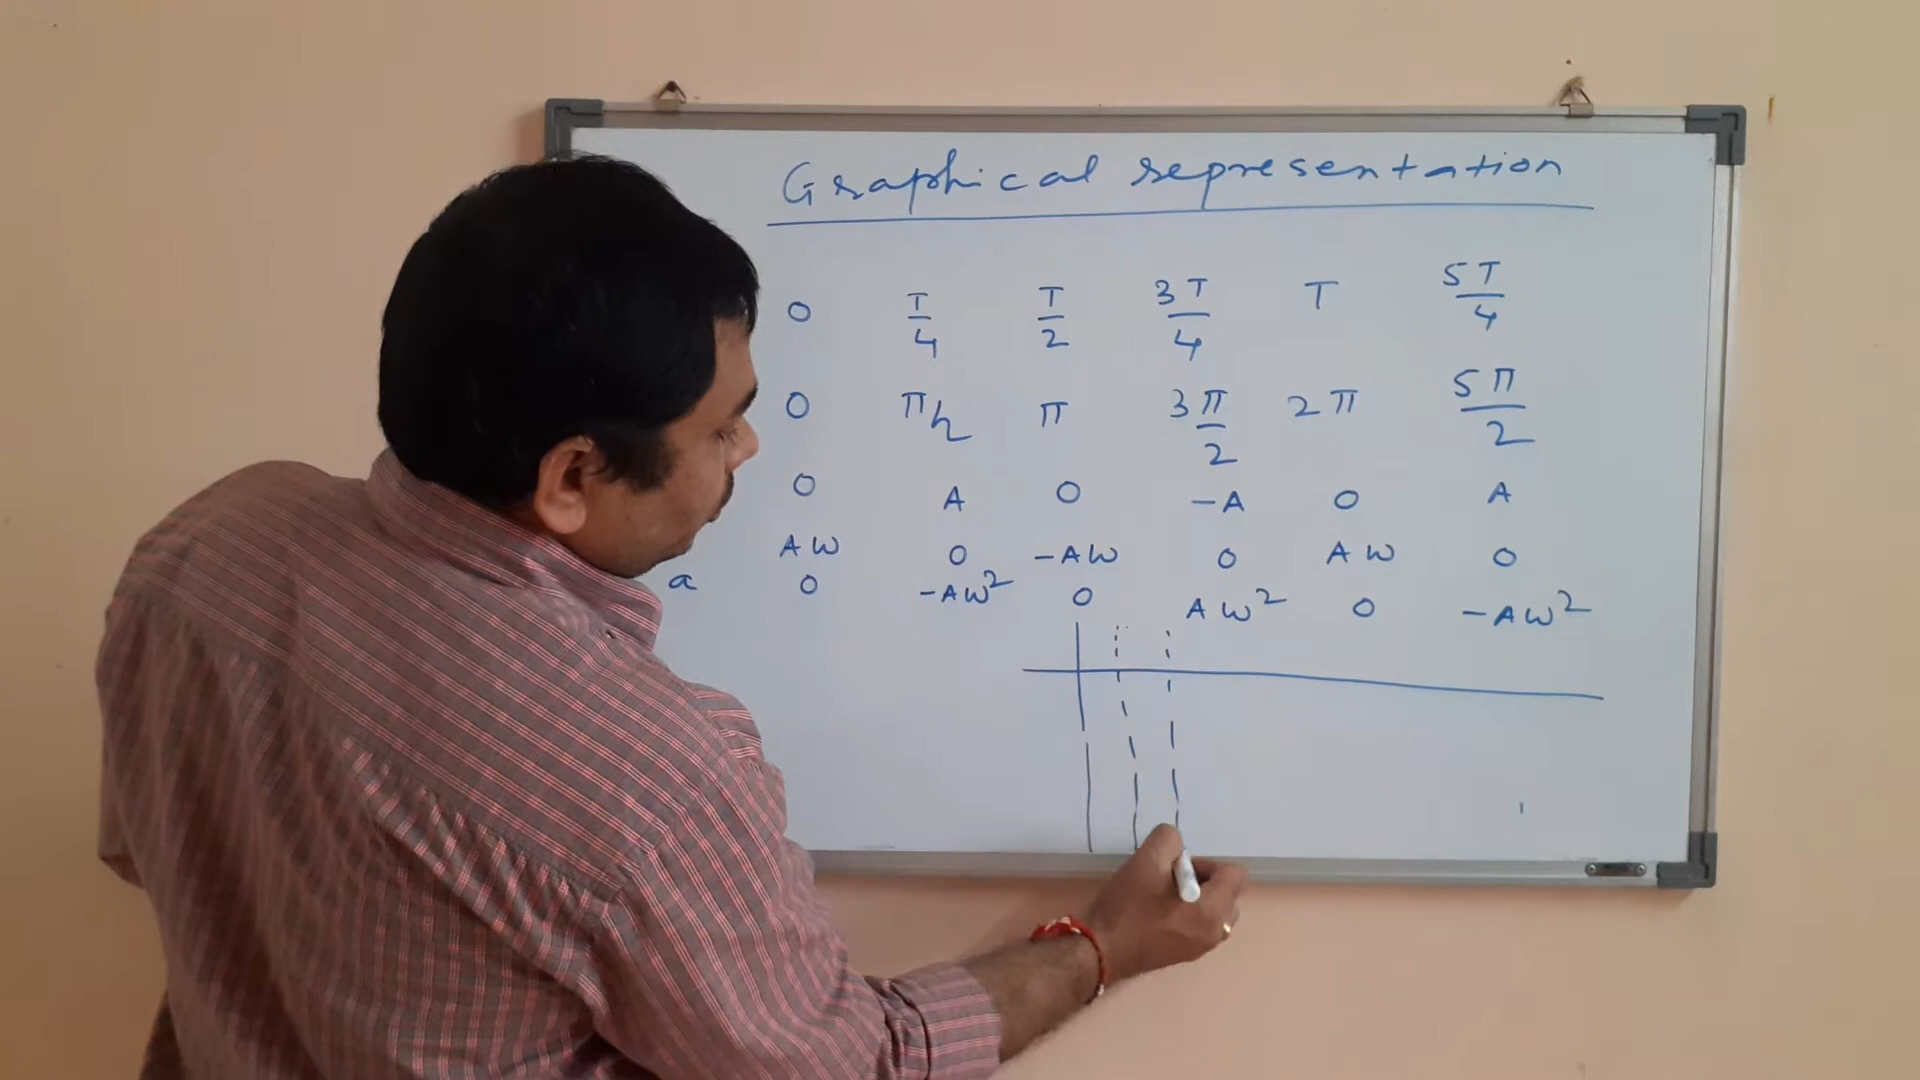 Graphical representation
0 T/4 T/2 3T/4 T 5T/4
0 π/2 π 3π/2 2π 5π/2
0 A 0 -A 0 A
AW 0 -AW 0 AW 0
a 0 -AW² 0 AW² 0 -AW²